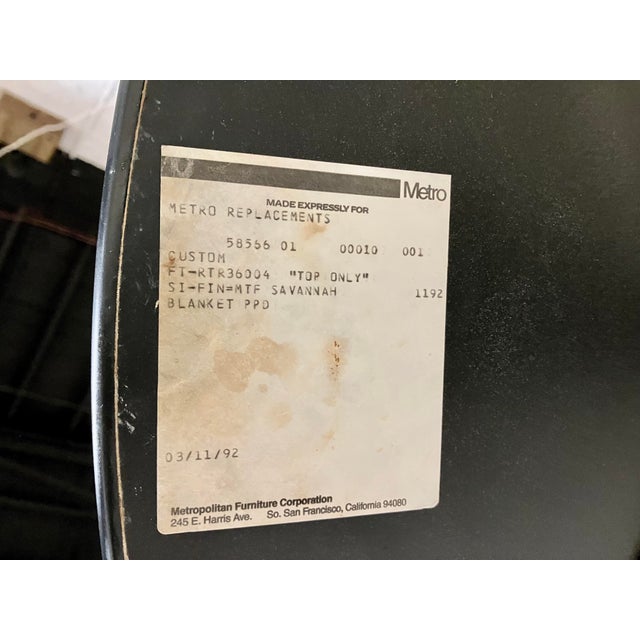 Metro
MADE EXPRESSLY FOR
METRO REPLACEMENTS
58566 01 00010 001
CUSTOM
FT-RTR36004 "TOP ONLY"
SI-FIN=MTF SAVANNAH 1192
BLANKET PPD
03/11/92
Metropolitan Furniture Corporation
245 E. Harris Ave. So. San Francisco, California 94080